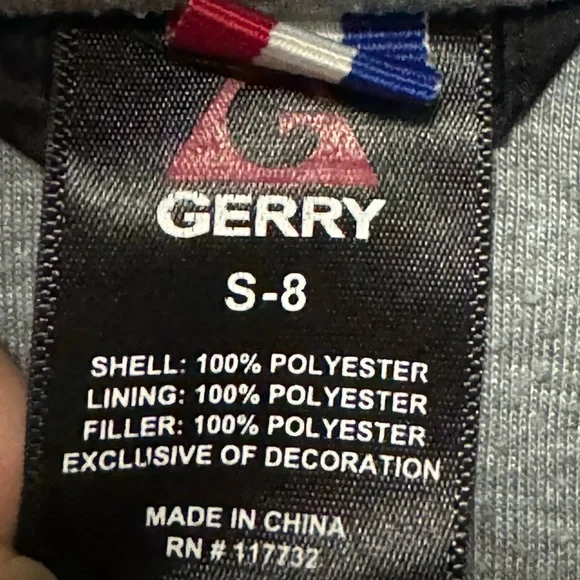 GERRY
S-8
SHELL: 100% POLYESTER
LINING: 100% POLYESTER
FILLER: 100% POLYESTER
EXCLUSIVE OF DECORATION
MADE IN CHINA
RN # 117732